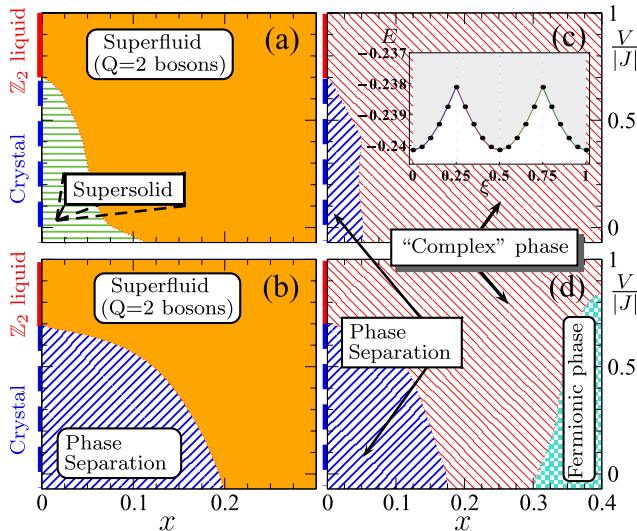 ℤ₂ liquid
Crystal
Superfluid
(Q=2 bosons)
(a)
Supersolid
(c)
E
−0.237
−0.238
−0.239
−0.24
0 0.25 0.5 0.75 1
ξ
1
V
|J|
0.5
0
“Complex” phase
ℤ₂ liquid
Crystal
Superfluid
(Q=2 bosons)
(b)
Phase
Separation
Phase
Separation
(d)
Fermionic phase
1
V
|J|
0.5
0
0 0.1 0.2
x
0 0.1 0.2 0.3 0.4
x